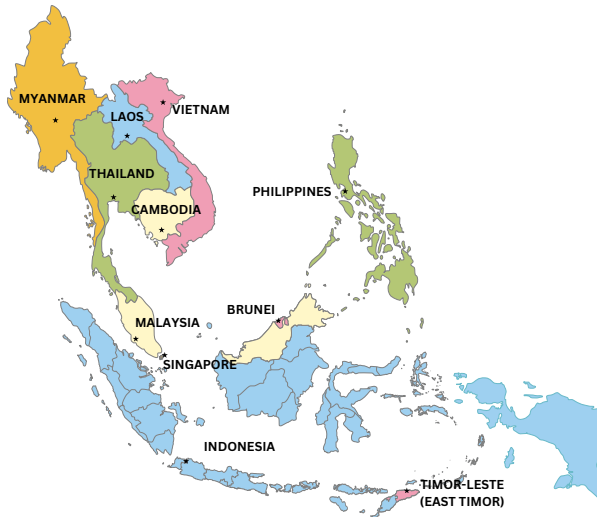 MYANMAR
LAOS
VIETNAM
THAILAND
CAMBODIA
PHILIPPINES
BRUNEI
MALAYSIA
SINGAPORE
INDONESIA
TIMOR-LESTE
(EAST TIMOR)